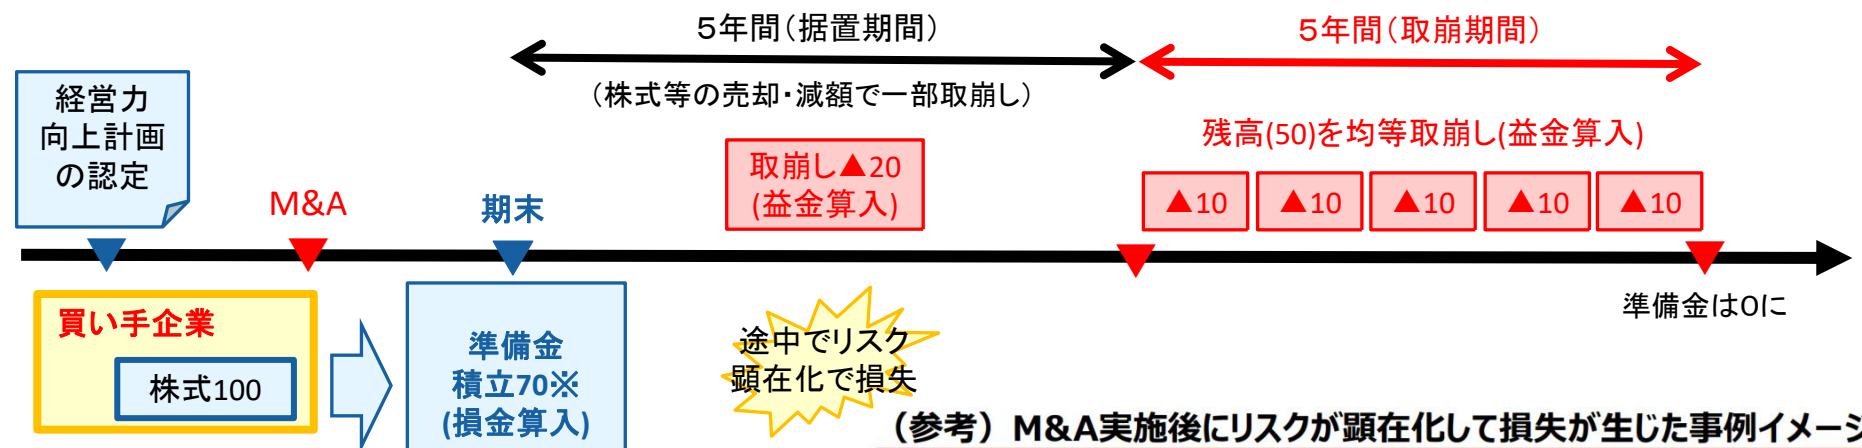 5年間（据置期間）
5年間（取崩期間）
（株式等の売却・減額で一部取崩し）
経営力
向上計画
の認定
残高(50)を均等取崩し(益金算入)
取崩し▲20
(益金算入)
▲10
▲10
▲10
▲10
▲10
M&A
期末
準備金は0に
買い手企業
株式100
準備金
積立70※
(損金算入)
途中でリスク
顕在化で損失
（参考）M&A実施後にリスクが顕在化して損失が生じた事例イメージ